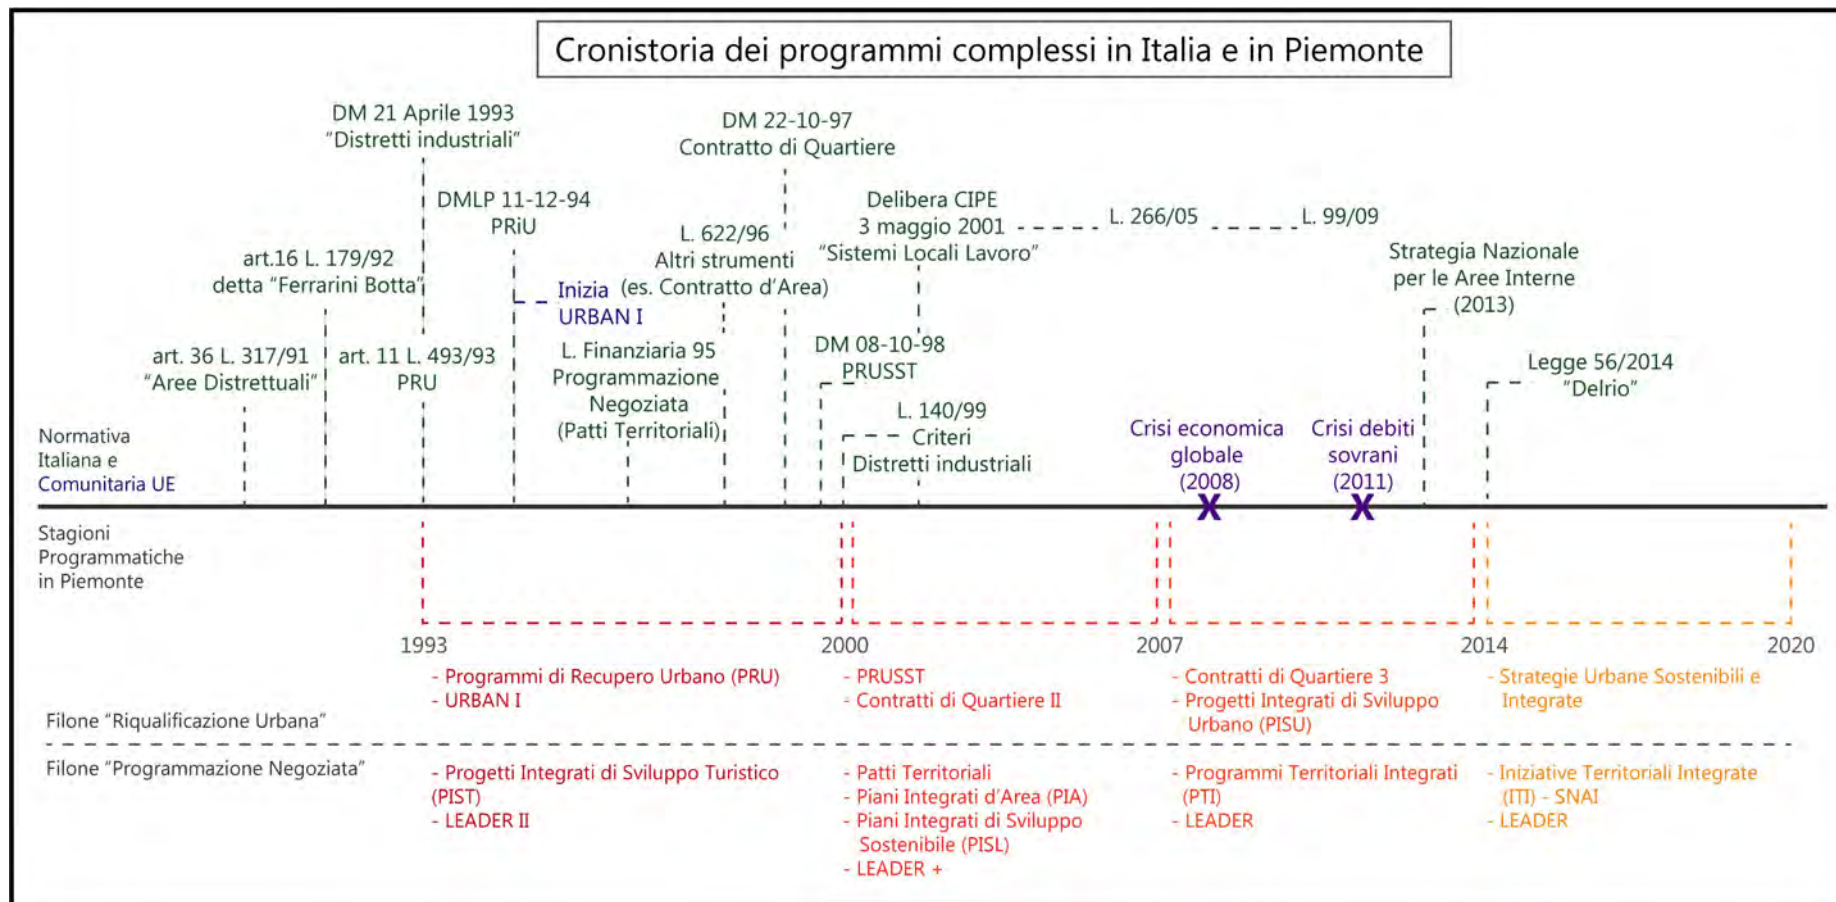 Cronistoria dei programmi complessi in Italia e in Piemonte
DM 21 Aprile 1993
"Distretti industriali"
DM 22-10-97
Contratto di Quartiere
DMLP 11-12-94
PRiU
Delibera CIPE
3 maggio 2001
"Sistemi Locali Lavoro"
L. 266/05
L. 99/09
art.16 L. 179/92
detta "Ferrarini Botta"
L. 622/96
Altri strumenti
(es. Contratto d'Area)
Strategia Nazionale
per le Aree Interne
(2013)
Inizia
URBAN I
art. 36 L. 317/91
"Aree Distrettuali"
art. 11 L. 493/93
PRU
L. Finanziaria 95
Programmazione
Negoziata
(Patti Territoriali)
DM 08-10-98
PRUSST
Legge 56/2014
"Delrio"
L. 140/99
Criteri
Distretti industriali
Crisi economica
globale
(2008)
Crisi debiti
sovrani
(2011)
Normativa
Italiana e
Comunitaria UE
X
X
Stagioni
Programmatiche
in Piemonte
1993
2000
2007
2014
2020
Filone "Riqualificazione Urbana"
- Programmi di Recupero Urbano (PRU)
- URBAN I
- PRUSST
- Contratti di Quartiere II
- Contratti di Quartiere 3
- Progetti Integrati di Sviluppo
Urbano (PISU)
- Strategie Urbane Sostenibili e
Integrate
Filone "Programmazione Negoziata"
- Progetti Integrati di Sviluppo Turistico
(PIST)
- LEADER II
- Patti Territoriali
- Piani Integrati d'Area (PIA)
- Piani Integrati di Sviluppo
Sostenibile (PISL)
- LEADER +
- Programmi Territoriali Integrati
(PTI)
- LEADER
- Iniziative Territoriali Integrate
(ITI) - SNAI
- LEADER